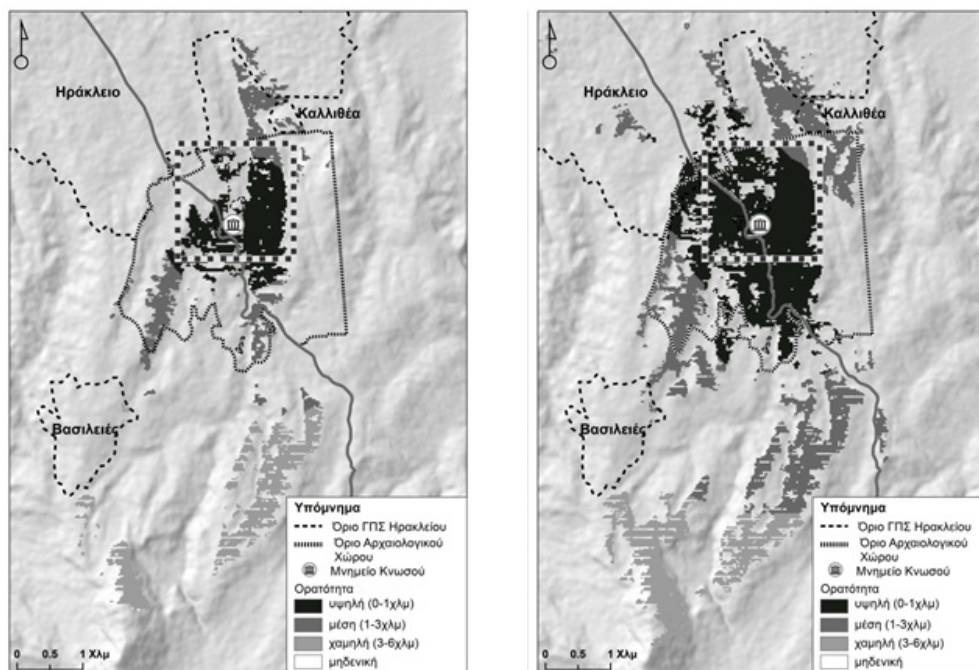 Ηράκλειο
Καλλιθέα
Βασιλειές
Υπόμνημα
Όριο ΓΠΣ Ηρακλείου
Όριο Αρχαιολογικού
Χώρου
Μνημείο Κνωσού
Ορατότητα
υψηλή (0-1χλμ)
μέση (1-3χλμ)
χαμηλή (3-6χλμ)
μηδενική
0 0.5 1 Χλμ
Ηράκλειο
Καλλιθέα
Βασιλειές
Υπόμνημα
Όριο ΓΠΣ Ηρακλείου
Όριο Αρχαιολογικού
Χώρου
Μνημείο Κνωσού
Ορατότητα
υψηλή (0-1χλμ)
μέση (1-3χλμ)
χαμηλή (3-6χλμ)
μηδενική
0 0.5 1 Χλμ